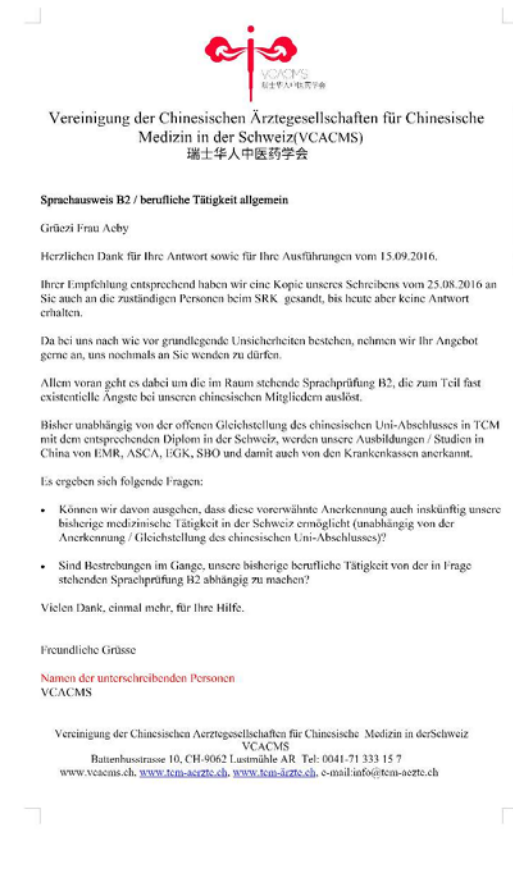 VCACMS
瑞士华人中医药学会
Vereinigung der Chinesischen Ärztegesellschaften für Chinesische
Medizin in der Schweiz(VCACMS)
瑞士华人中医药学会
Sprachausweis B2 / berufliche Tätigkeit allgemein
Grüezi Frau Aeby
Herzlichen Dank für Ihre Antwort sowie für Ihre Ausführungen vom 15.09.2016.
Ihrer Empfehlung entsprechend haben wir eine Kopie unseres Schreibens vom 25.08.2016 an
Sie auch an die zuständigen Personen beim SRK gesandt, bis heute aber keine Antwort
erhalten.
Da bei uns nach wie vor grundlegende Unsicherheiten bestehen, nehmen wir Ihr Angebot
gerne an, uns nochmals an Sie wenden zu dürfen.
Allem voran geht es dabei um die im Raum stehende Sprachprüfung B2, die zum Teil fast
existentielle Ängste bei unseren chinesischen Mitgliedern auslöst.
Bisher unabhängig von der offenen Gleichstellung des chinesischen Uni-Abschlusses in TCM
mit dem entsprechenden Diplom in der Schweiz, werden unsere Ausbildungen / Studien in
China von EMR, ASCA, EGK, SBO und damit auch von den Krankenkassen anerkannt.
Es ergeben sich folgende Fragen:
• Können wir davon ausgehen, dass diese vorerwähnte Anerkennung auch inskünftig unsere
bisherige medizinische Tätigkeit in der Schweiz ermöglicht (unabhängig von der
Anerkennung / Gleichstellung des chinesischen Uni-Abschlusses)?
• Sind Bestrebungen im Gange, unsere bisherige berufliche Tätigkeit von der in Frage
stehenden Sprachprüfung B2 abhängig zu machen?
Vielen Dank, einmal mehr, für Ihre Hilfe.
Freundliche Grüsse
Namen der unterschreibenden Personen
VCACMS
Vereinigung der Chinesischen Aerztegesellschaften für Chinesische Medizin in derSchweiz
VCACMS
Battenhusstrasse 10, CH-9062 Lustmühle AR Tel: 0041-71 333 15 7
www.vcacms.ch, www.tcm-aerzte.ch, www.tcm-ärzte.ch, e-mail:info@tcm-aezte.ch